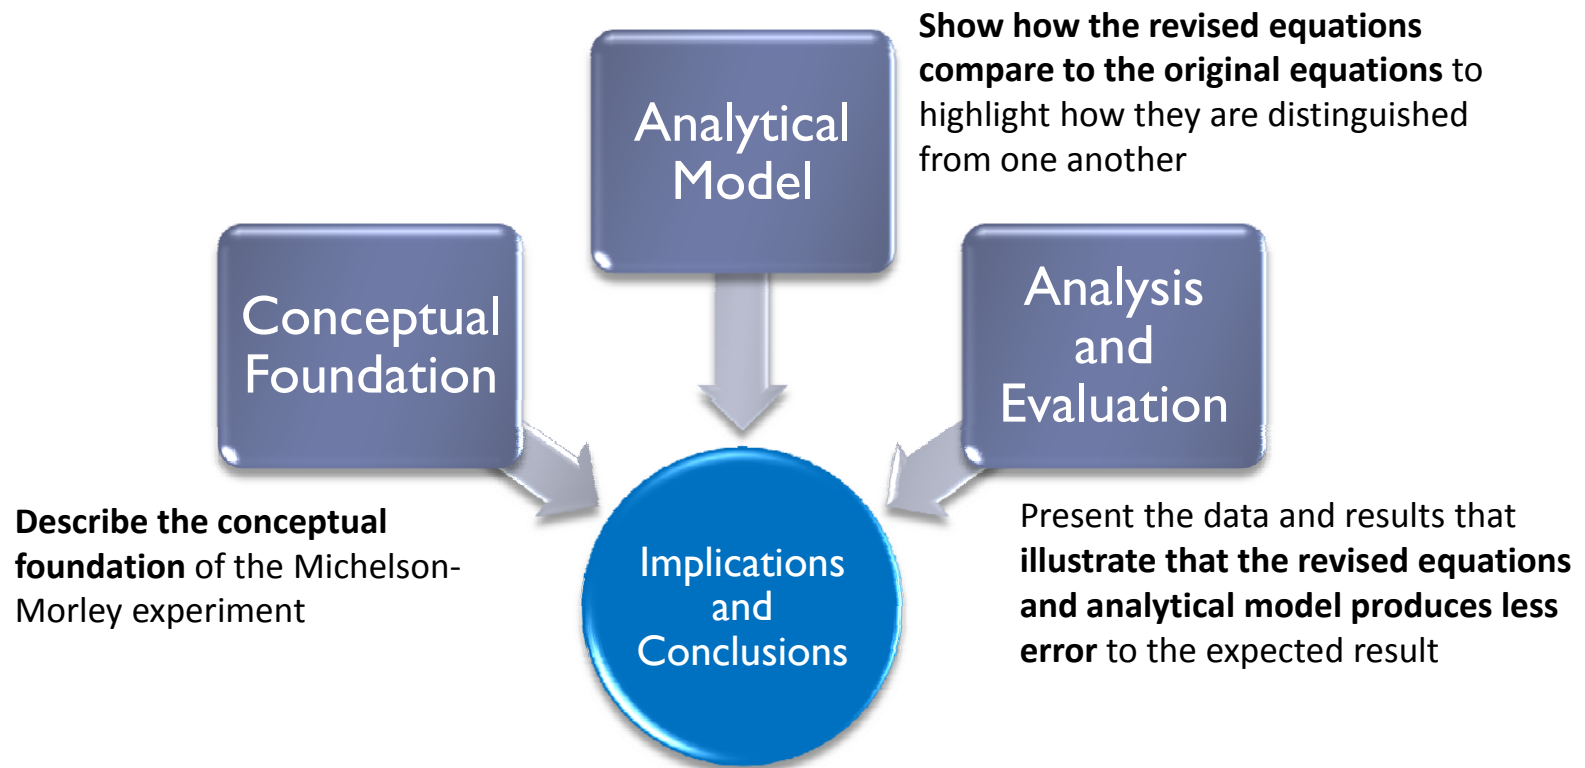 Show how the revised equations
compare to the original equations to
highlight how they are distinguished
from one another
Analytical
Model
Conceptual
Foundation
Analysis
and
Evaluation
Describe the conceptual
foundation of the Michelson-
Morley experiment
Implications
and
Conclusions
Present the data and results that
illustrate that the revised equations
and analytical model produces less
error to the expected result